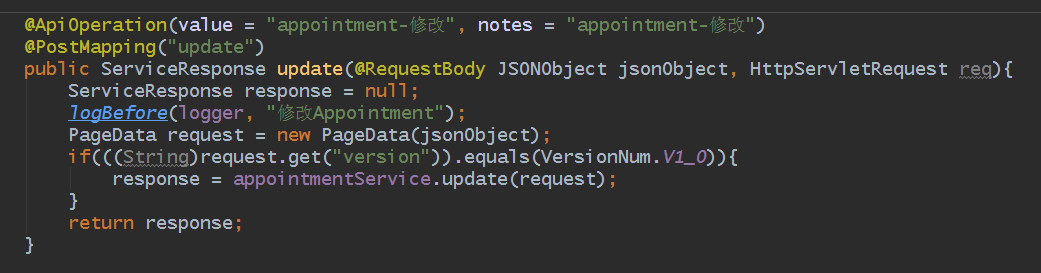 @ApiOperation(value = "appointment-修改", notes = "appointment-修改")
@PostMapping("update")
public ServiceResponse update(@RequestBody JSONObject jsonObject, HttpServletRequest req){
    ServiceResponse response = null;
    logBefore(logger, "修改Appointment");
    PageData request = new PageData(jsonObject);
    if(((String)request.get("version")).equals(VersionNum.V1_0)){
        response = appointmentService.update(request);
    }
    return response;
}